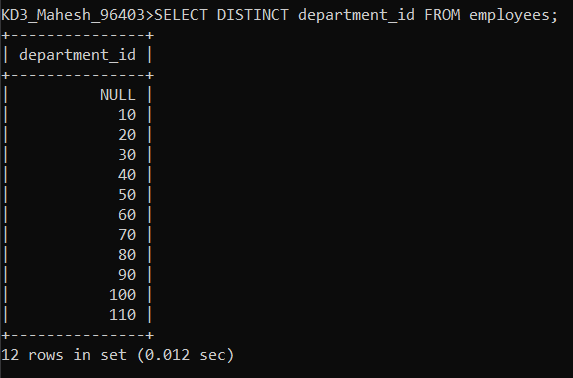 KD3_Mahesh_96403>SELECT DISTINCT department_id FROM employees;
+---------------+
| department_id |
+---------------+
|          NULL |
|            10 |
|            20 |
|            30 |
|            40 |
|            50 |
|            60 |
|            70 |
|            80 |
|            90 |
|           100 |
|           110 |
+---------------+
12 rows in set (0.012 sec)